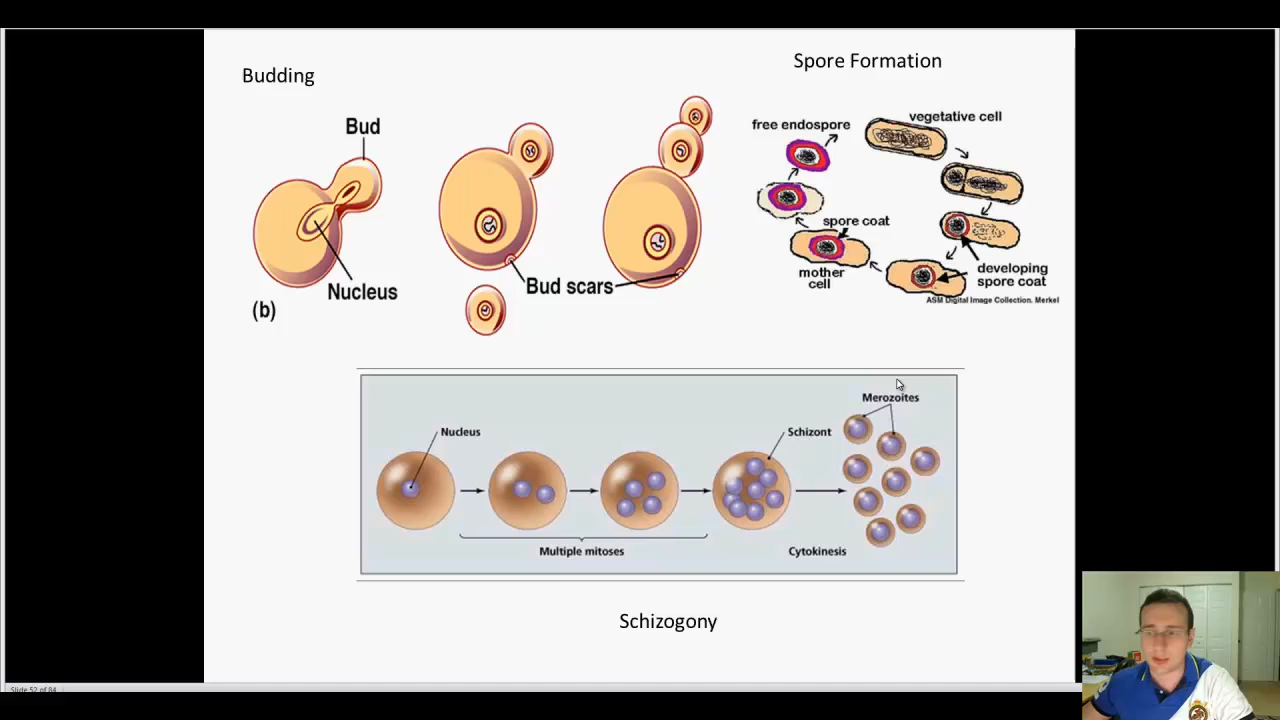 Budding
Bud
Nucleus
Bud scars
(b)
Spore Formation
free endospore
vegetative cell
spore coat
mother
cell
developing
spore coat
ASM Digital Image Collection. Merkel
Nucleus
Schizont
Merozoites
Multiple mitoses
Cytokinesis
Schizogony
Slide 52 of 84